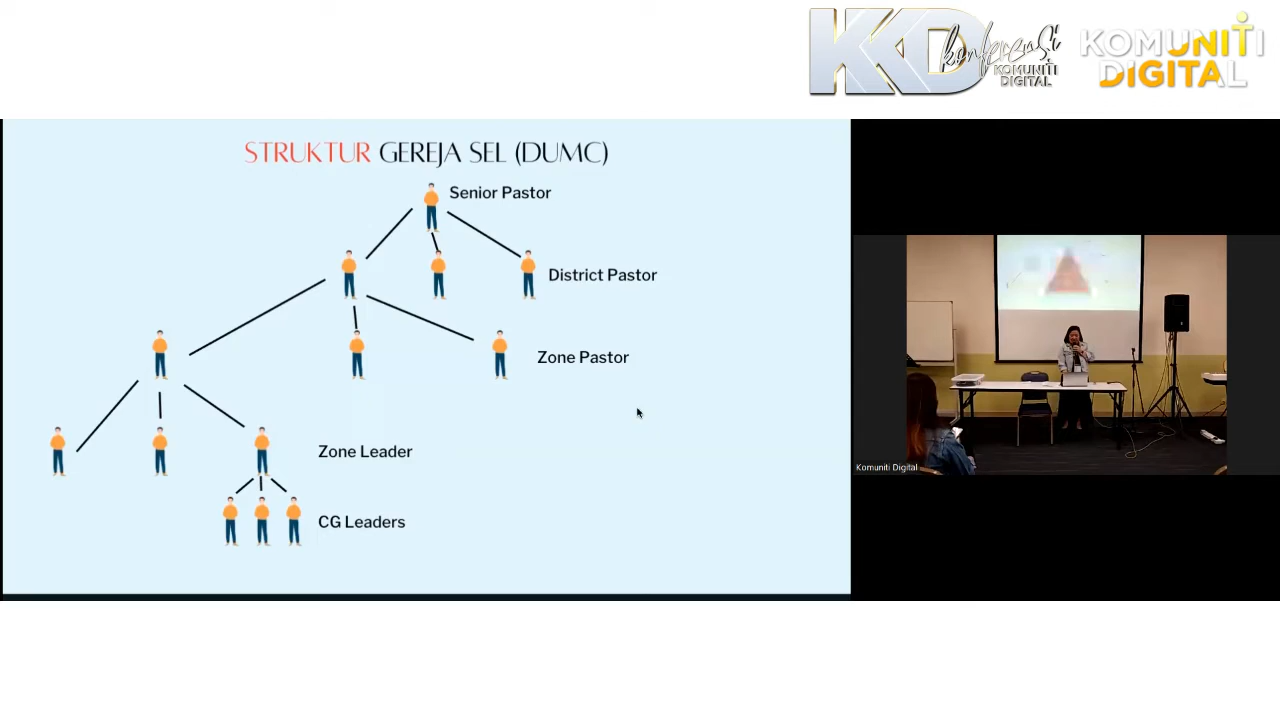 KD
konferensi
KOMUNITI
DIGITAL
KOMUNITI
DIGITAL
STRUKTUR GEREJA SEL (DUMC)
Senior Pastor
District Pastor
Zone Pastor
Zone Leader
CG Leaders
Komuniti Digital